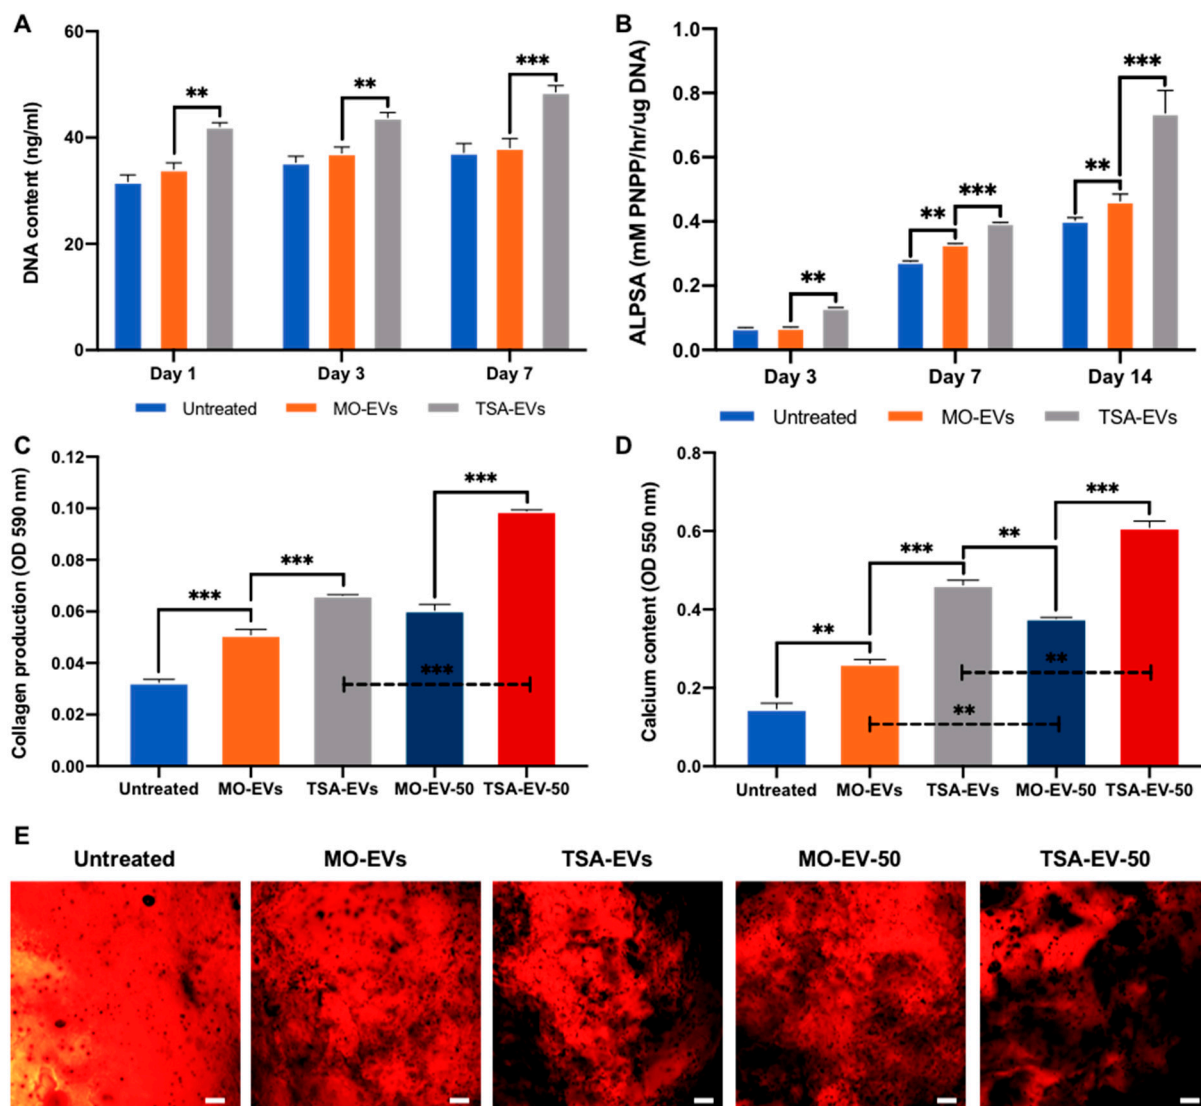 A
DNA content (ng/ml)
60
40
20
0
**
**
***
Day 1
Day 3
Day 7
Untreated
MO-EVs
TSA-EVs
B
ALPSA (mM PNPP/hr/ug DNA)
1.0
0.8
0.6
0.4
0.2
0.0
**
**
***
**
***
Day 3
Day 7
Day 14
Untreated
MO-EVs
TSA-EVs
C
Collagen production (OD 590 nm)
0.12
0.10
0.08
0.06
0.04
0.02
0.00
***
***
***
***
Untreated
MO-EVs
TSA-EVs
MO-EV-50
TSA-EV-50
D
Calcium content (OD 550 nm)
0.8
0.6
0.4
0.2
0.0
**
***
**
***
**
**
Untreated
MO-EVs
TSA-EVs
MO-EV-50
TSA-EV-50
E
Untreated
MO-EVs
TSA-EVs
MO-EV-50
TSA-EV-50